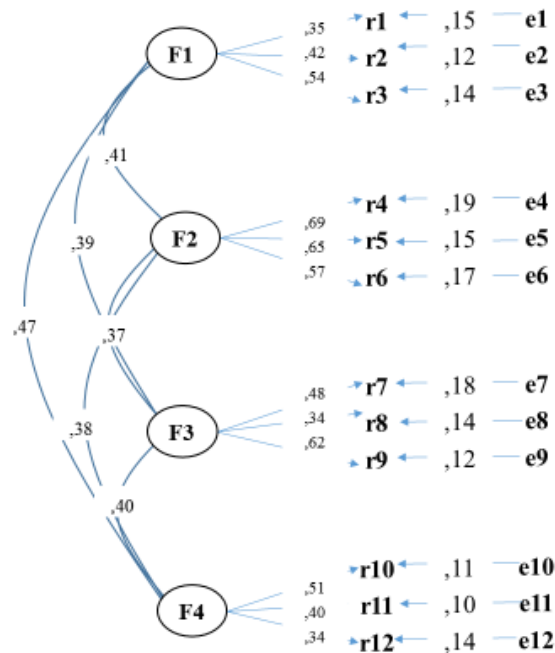 ,35 r1 ,15 e1
F1 ,42 r2 ,12 e2
,54 r3 ,14 e3
,41
,69 r4 ,19 e4
F2 ,65 r5 ,15 e5
,39
,57 r6 ,17 e6
,47 ,37
,48 r7 ,18 e7
,34 r8 ,14 e8
,38 F3
,62 r9 ,12 e9
,40
,51 r10 ,11 e10
F4 ,40 r11 ,10 e11
,34 r12 ,14 e12